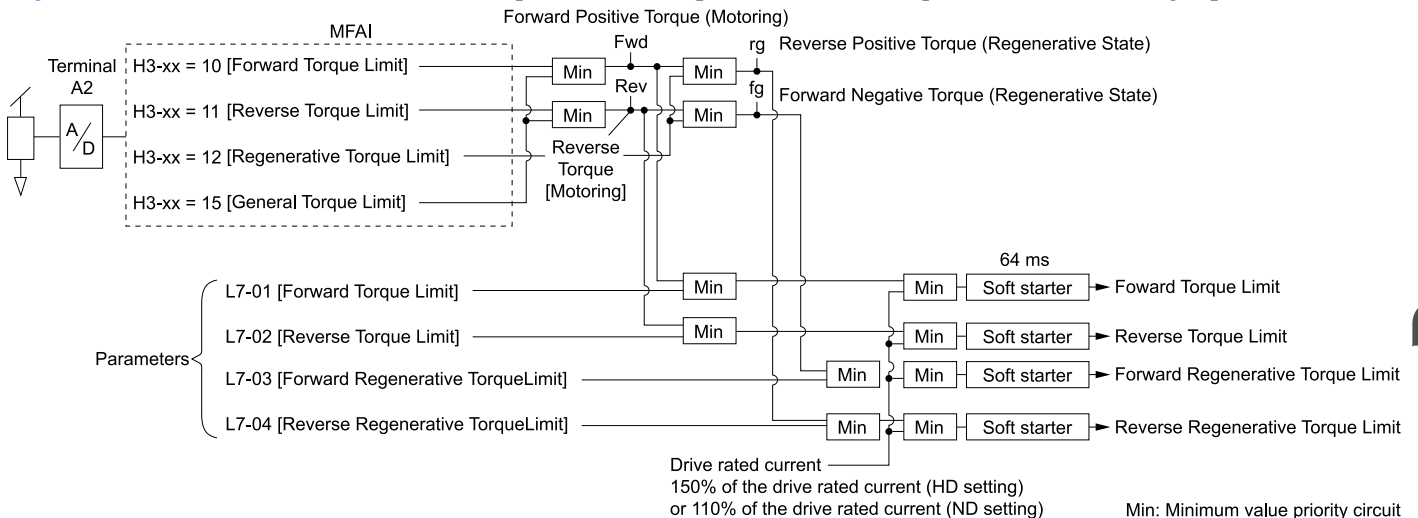 Forward Positive Torque (Motoring)
MFAI
Fwd
rg Reverse Positive Torque (Regenerative State)
Terminal
A2
H3-xx = 10 [Forward Torque Limit]
Min
Min
Rev
fg Forward Negative Torque (Regenerative State)
A/D
H3-xx = 11 [Reverse Torque Limit]
Min
Min
H3-xx = 12 [Regenerative Torque Limit]
Reverse
Torque
[Motoring]
H3-xx = 15 [General Torque Limit]
64 ms
L7-01 [Forward Torque Limit]
Min
Min
Soft starter
Foward Torque Limit
L7-02 [Reverse Torque Limit]
Min
Min
Soft starter
Reverse Torque Limit
Parameters
L7-03 [Forward Regenerative TorqueLimit]
Min
Min
Soft starter
Forward Regenerative Torque Limit
L7-04 [Reverse Regenerative TorqueLimit]
Min
Min
Soft starter
Reverse Regenerative Torque Limit
Drive rated current
150% of the drive rated current (HD setting)
or 110% of the drive rated current (ND setting)
Min: Minimum value priority circuit